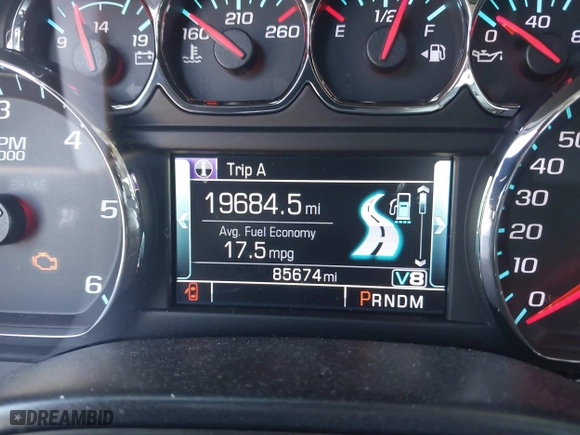 9 14 19
160 210 260
E 1/2 F
0 40 80
3
4
5
6
PM
000
i Trip A
19684.5 mi
Avg. Fuel Economy
17.5 mpg
85674 mi V8
PRNDM
50
40
30
20
10
0
DREAMBID